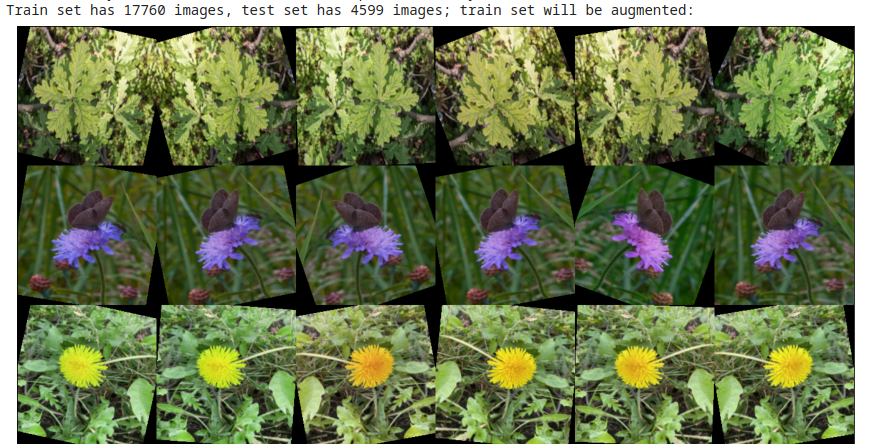 Train set has 17760 images, test set has 4599 images; train set will be augmented: